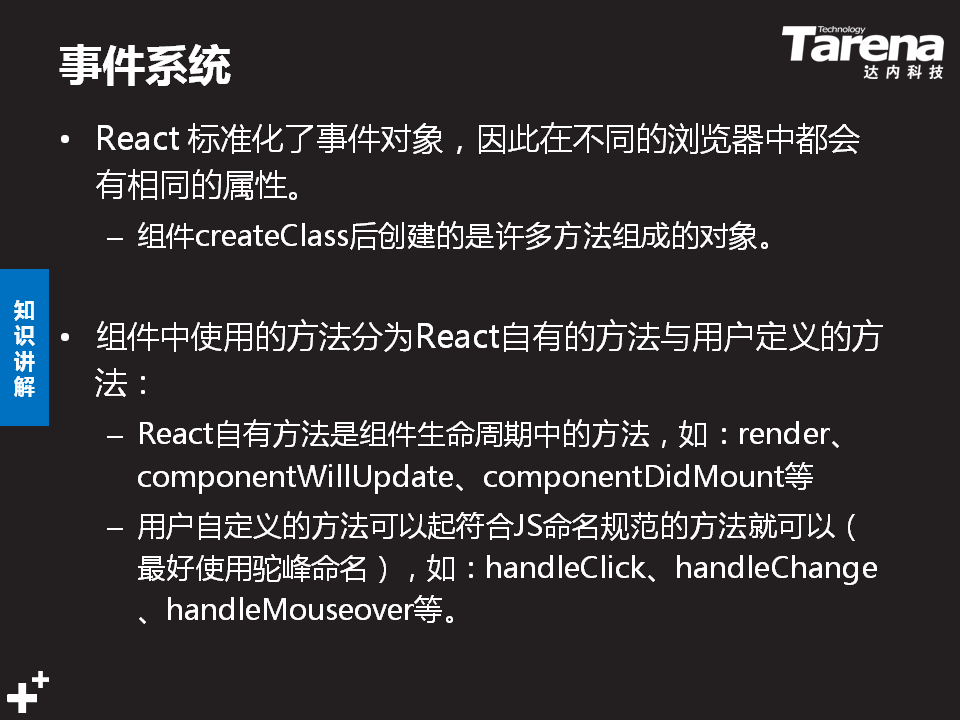 事件系统
Technology
Tarena
达内科技
• React 标准化了事件对象，因此在不同的浏览器中都会
有相同的属性。
– 组件createClass后创建的是许多方法组成的对象。
知
识
讲
解
• 组件中使用的方法分为React自有的方法与用户定义的方
法：
– React自有方法是组件生命周期中的方法，如：render、
componentWillUpdate、componentDidMount等
– 用户自定义的方法可以起符合JS命名规范的方法就可以（
最好使用驼峰命名），如：handleClick、handleChange
、handleMouseover等。